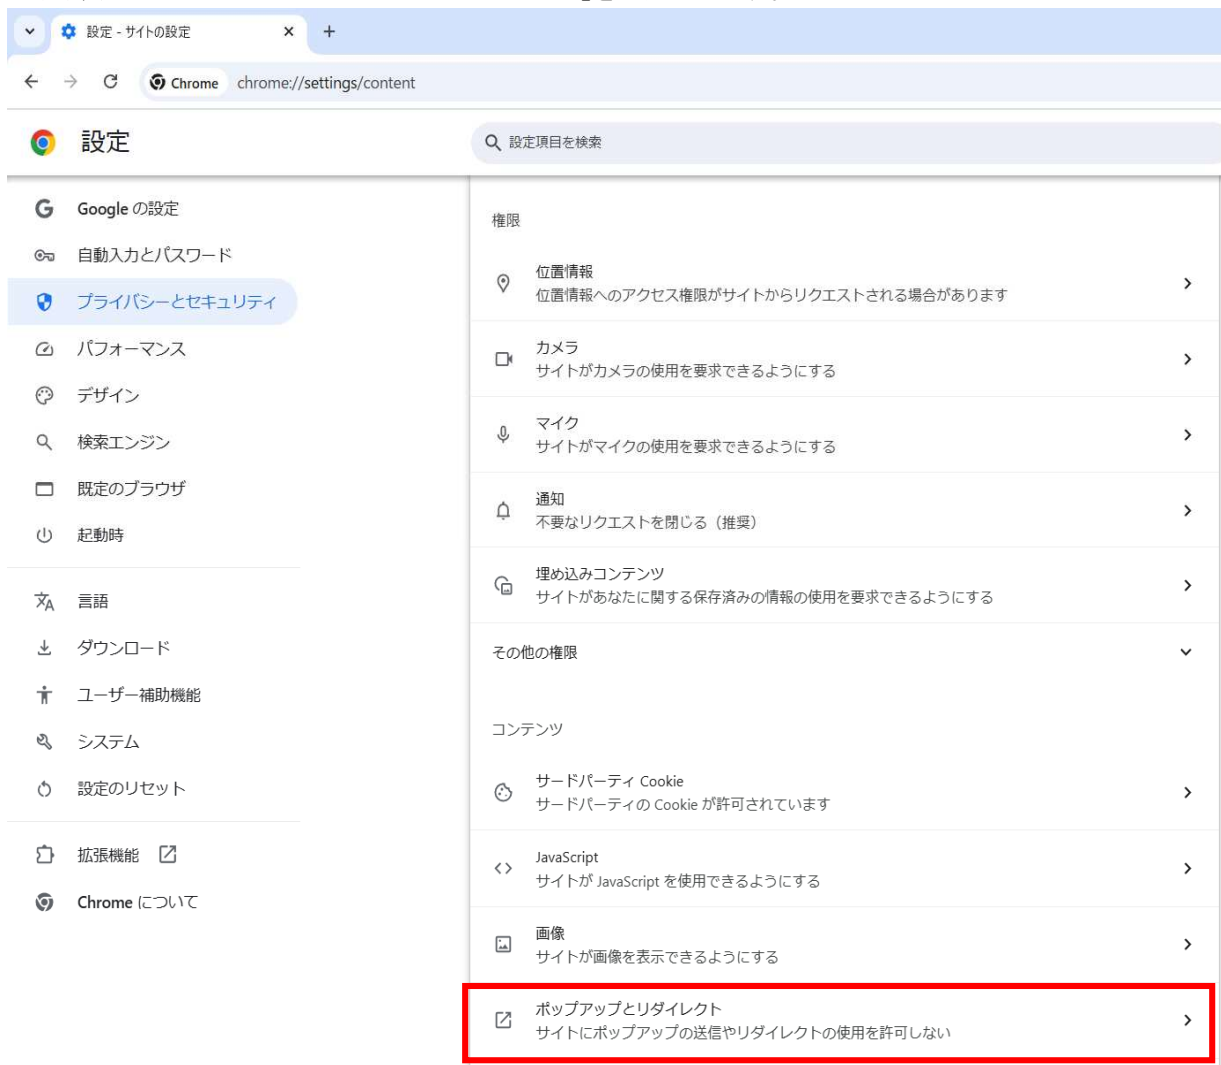 設定 - サイトの設定
Chrome chrome://settings/content
設定
設定項目を検索
Google の設定
自動入力とパスワード
プライバシーとセキュリティ
パフォーマンス
デザイン
検索エンジン
既定のブラウザ
起動時
言語
ダウンロード
ユーザー補助機能
システム
設定のリセット
拡張機能
Chrome について
権限
位置情報
位置情報へのアクセス権限がサイトからリクエストされる場合があります
カメラ
サイトがカメラの使用を要求できるようにする
マイク
サイトがマイクの使用を要求できるようにする
通知
不要なリクエストを閉じる（推奨）
埋め込みコンテンツ
サイトがあなたに関する保存済みの情報の使用を要求できるようにする
その他の権限
コンテンツ
サードパーティ Cookie
サードパーティの Cookie が許可されています
JavaScript
サイトが JavaScript を使用できるようにする
画像
サイトが画像を表示できるようにする
ポップアップとリダイレクト
サイトにポップアップの送信やリダイレクトの使用を許可しない